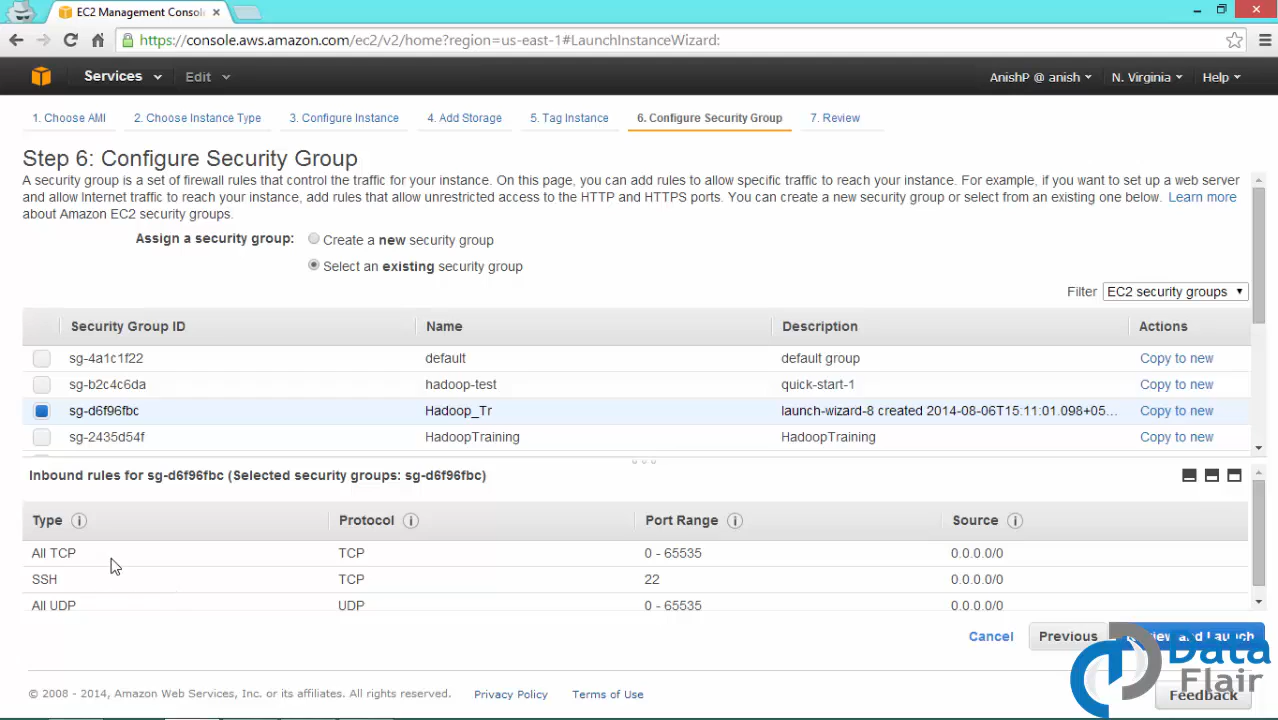 EC2 Management Consol
https://console.aws.amazon.com/ec2/v2/home?region=us-east-1#LaunchInstanceWizard:
Services Edit AnishP @ anish N. Virginia Help
1. Choose AMI 2. Choose Instance Type 3. Configure Instance 4. Add Storage 5. Tag Instance 6. Configure Security Group 7. Review
Step 6: Configure Security Group
A security group is a set of firewall rules that control the traffic for your instance. On this page, you can add rules to allow specific traffic to reach your instance. For example, if you want to set up a web server
and allow Internet traffic to reach your instance, add rules that allow unrestricted access to the HTTP and HTTPS ports. You can create a new security group or select from an existing one below. Learn more
about Amazon EC2 security groups.
Assign a security group: Create a new security group
Select an existing security group
Filter EC2 security groups
Security Group ID Name Description Actions
sg-4a1c1f22 default default group Copy to new
sg-b2c4c6da hadoop-test quick-start-1 Copy to new
sg-d6f96fbc Hadoop_Tr launch-wizard-8 created 2014-08-06T15:11:01.098+05... Copy to new
sg-2435d54f HadoopTraining HadoopTraining Copy to new
Inbound rules for sg-d6f96fbc (Selected security groups: sg-d6f96fbc)
Type Protocol Port Range Source
All TCP TCP 0 - 65535 0.0.0.0/0
SSH TCP 22 0.0.0.0/0
All UDP UDP 0 - 65535 0.0.0.0/0
Cancel Previous and Launch
Data
Flair
© 2008 - 2014, Amazon Web Services, Inc. or its affiliates. All rights reserved. Privacy Policy Terms of Use Feedback